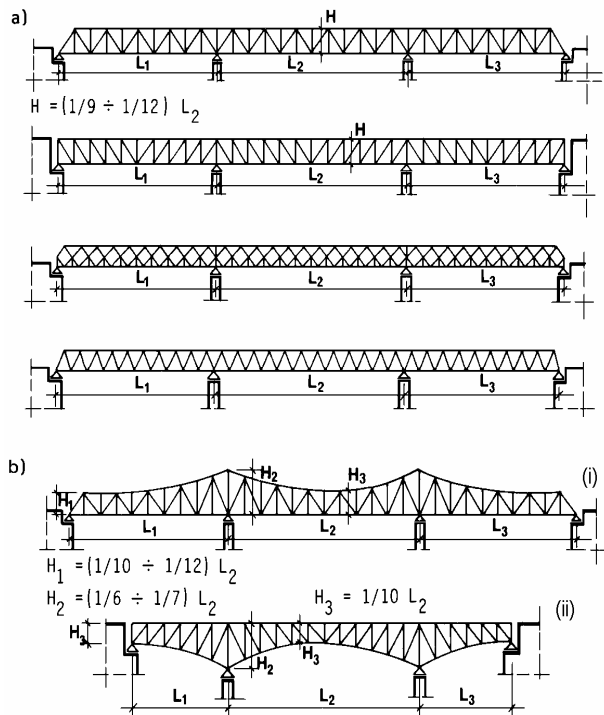 a)
H
L1 L2 L3
H = (1/9 ÷ 1/12) L2
H
L1 L2 L3
L1 L2 L3
L1 L2 L3
b)
(i)
H1 H2 H3
L1 L2 L3
H1 = (1/10 ÷ 1/12) L2
H2 = (1/6 ÷ 1/7) L2 H3 = 1/10 L2
(ii)
H3 H2 H3
L1 L2 L3